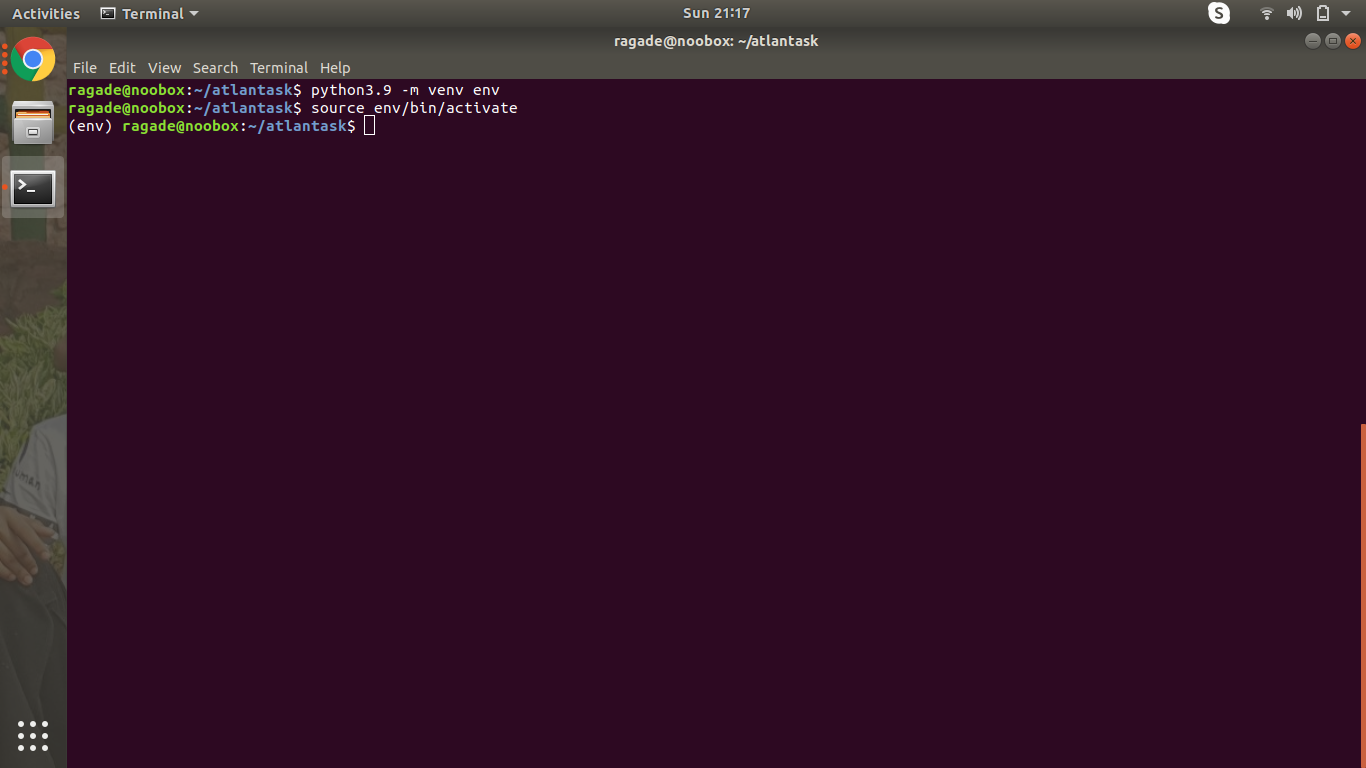 Activities Terminal Sun 21:17 S
ragade@noobox: ~/atlantask
File Edit View Search Terminal Help
ragade@noobox:~/atlantask$ python3.9 -m venv env
ragade@noobox:~/atlantask$ source env/bin/activate
(env) ragade@noobox:~/atlantask$